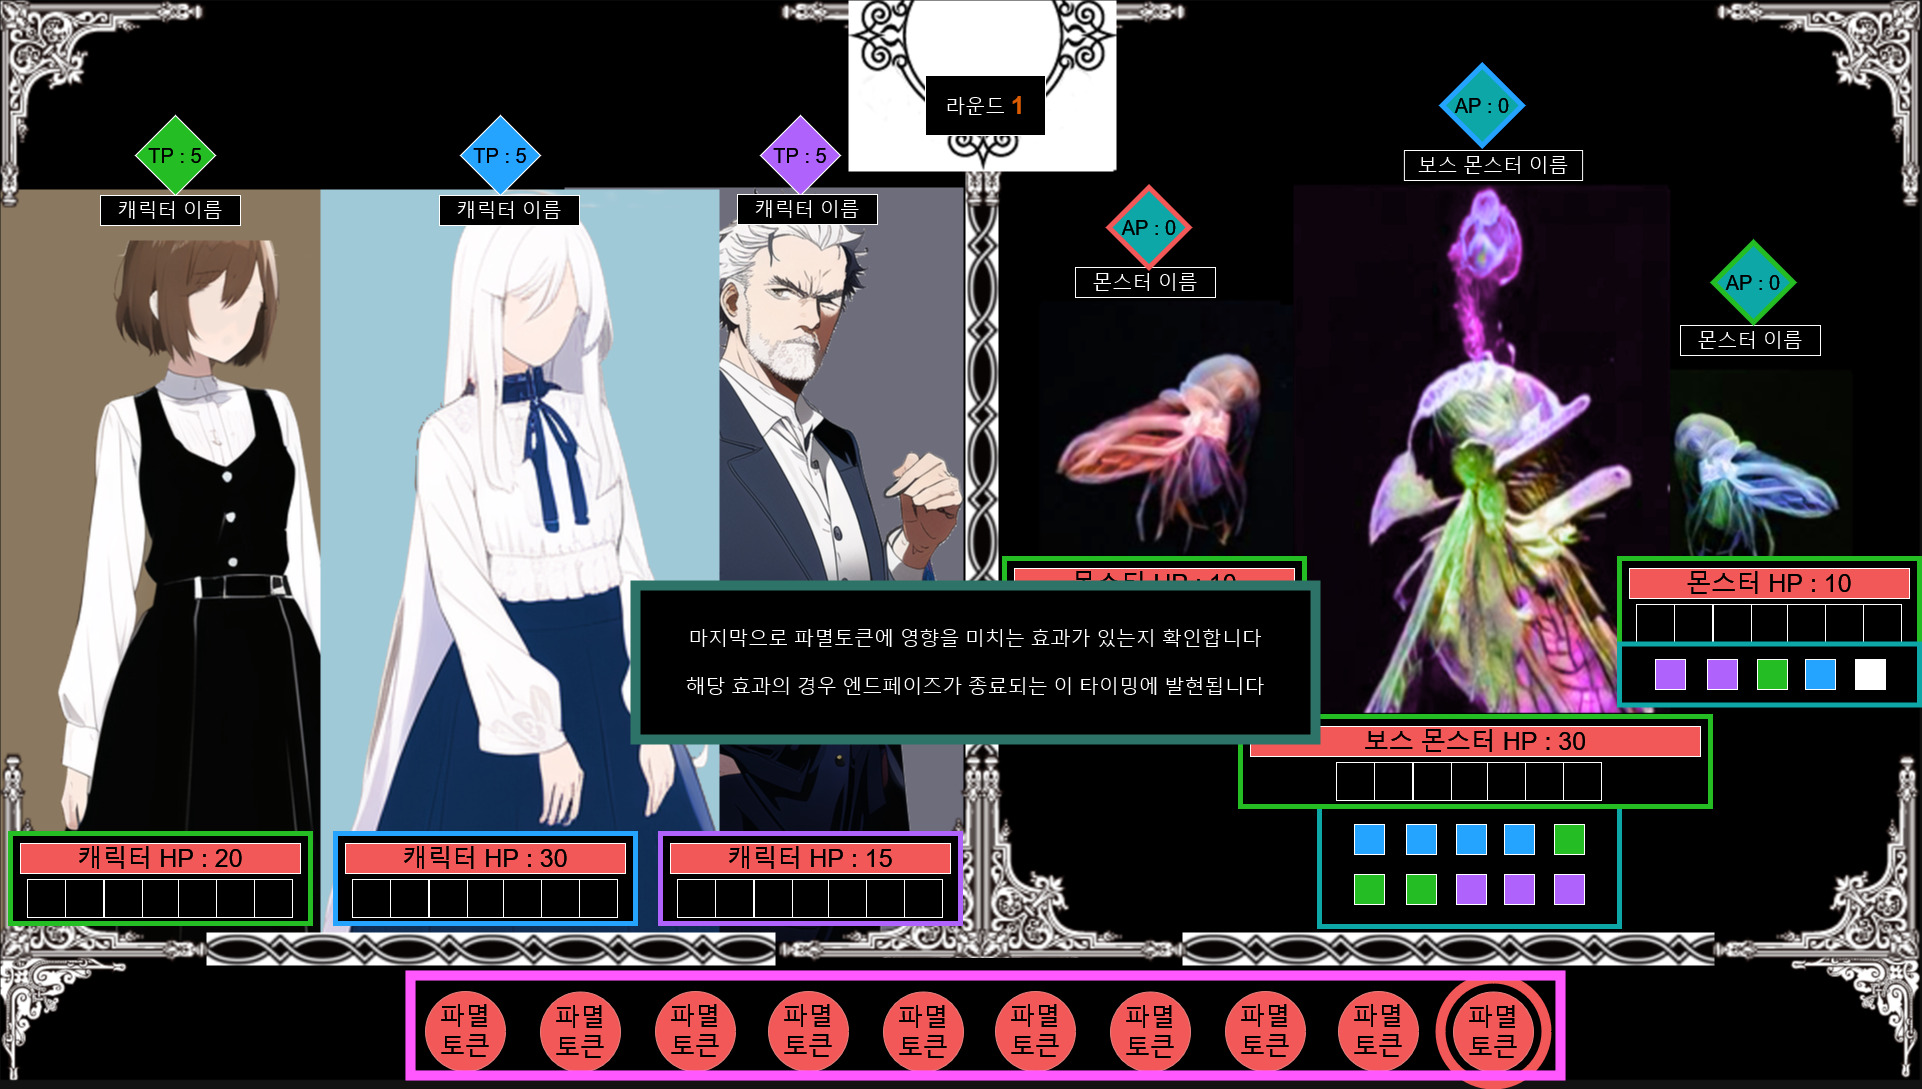 라운드 1
TP : 5
TP : 5
TP : 5
캐릭터 이름
캐릭터 이름
캐릭터 이름
AP : 0
보스 몬스터 이름
AP : 0
몬스터 이름
AP : 0
몬스터 이름
몬스터 HP : 10
몬스터 HP : 10
마지막으로 파멸토큰에 영향을 미치는 효과가 있는지 확인합니다
해당 효과의 경우 엔드페이즈가 종료되는 이 타이밍에 발현됩니다
보스 몬스터 HP : 30
캐릭터 HP : 20
캐릭터 HP : 30
캐릭터 HP : 15
파멸
토큰
파멸
토큰
파멸
토큰
파멸
토큰
파멸
토큰
파멸
토큰
파멸
토큰
파멸
토큰
파멸
토큰
파멸
토큰